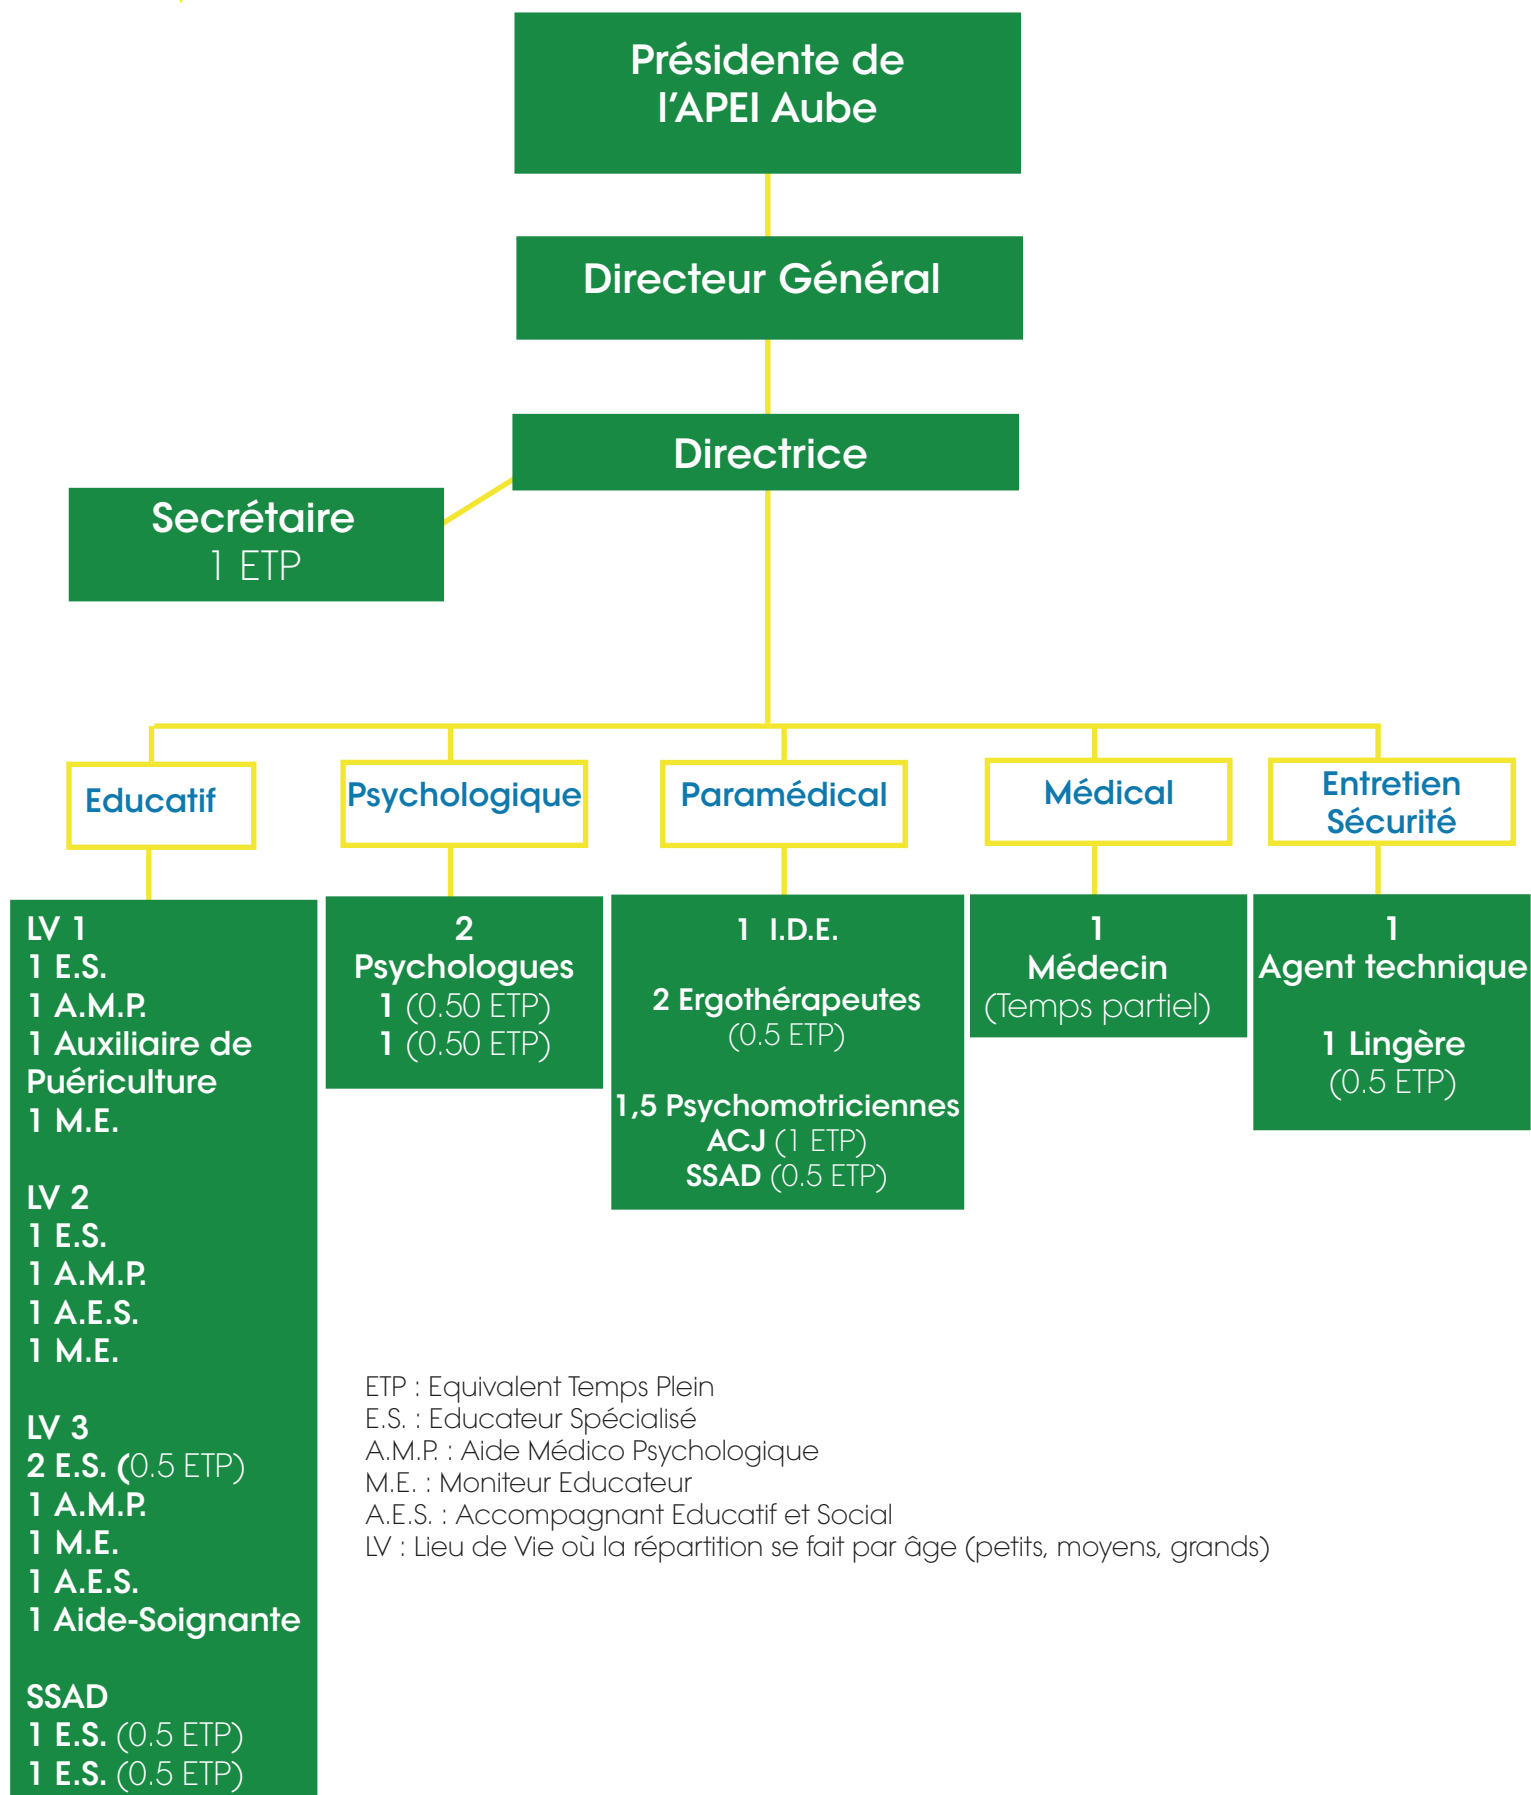 Présidente de
l'APEI Aube
Directeur Général
Directrice
Secrétaire
1 ETP
Educatif
Psychologique
Paramédical
Médical
Entretien
Sécurité
LV 1
1 E.S.
1 A.M.P.
1 Auxiliaire de
Puériculture
1 M.E.
LV 2
1 E.S.
1 A.M.P.
1 A.E.S.
1 M.E.
LV 3
2 E.S. (0.5 ETP)
1 A.M.P.
1 M.E.
1 A.E.S.
1 Aide-Soignante
SSAD
1 E.S. (0.5 ETP)
1 E.S. (0.5 ETP)
2
Psychologues
1 (0.50 ETP)
1 (0.50 ETP)
1 I.D.E.
2 Ergothérapeutes
(0.5 ETP)
1,5 Psychomotriciennes
ACJ (1 ETP)
SSAD (0.5 ETP)
1
Médecin
(Temps partiel)
1
Agent technique
1 Lingère
(0.5 ETP)
ETP : Equivalent Temps Plein
E.S. : Educateur Spécialisé
A.M.P. : Aide Médico Psychologique
M.E. : Moniteur Educateur
A.E.S. : Accompagnant Educatif et Social
LV : Lieu de Vie où la répartition se fait par âge (petits, moyens, grands)